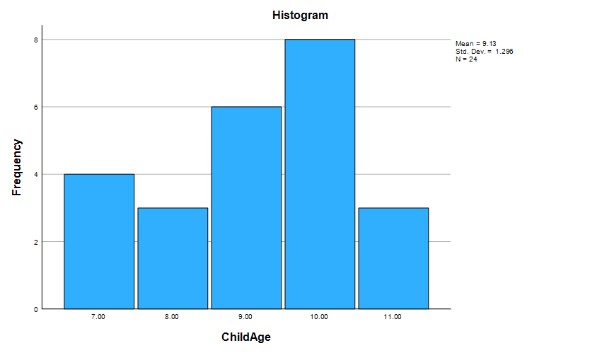 Histogram
Mean = 9.13
Std. Dev. = 1.296
N = 24
Frequency
8
6
4
2
0
7.00 8.00 9.00 10.00 11.00
ChildAge